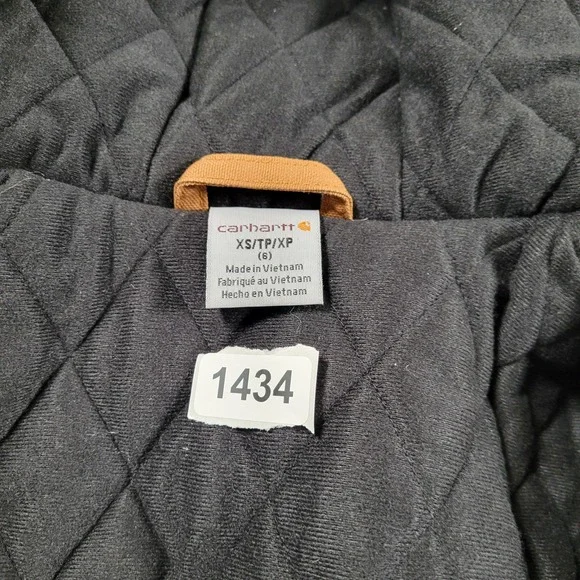 carhartt
XS/TP/XP
(6)
Made in Vietnam
Fabriqué au Vietnam
Hecho en Vietnam
1434